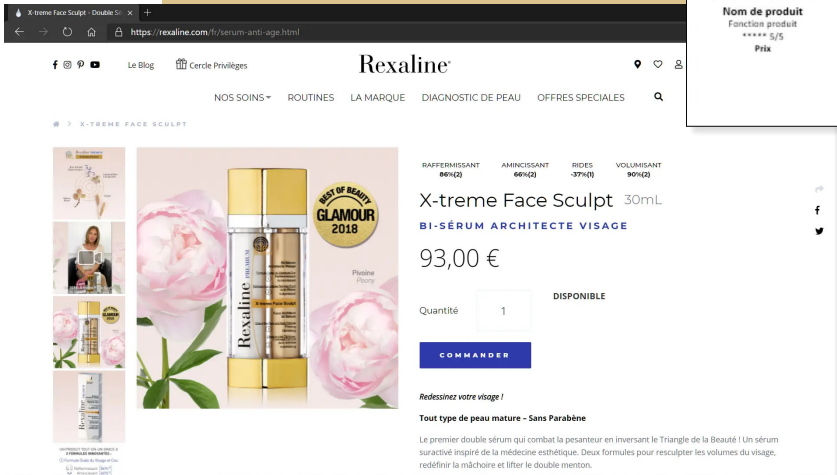 X-treme Face Sculpt - Double Sé
https://rexaline.com/fr/serum-anti-age.html
Nom de produit
Fonction produit
***** 5/5
Prix
Le Blog
Cercle Privilèges
Rexaline
NOS SOINS
ROUTINES
LA MARQUE
DIAGNOSTIC DE PEAU
OFFRES SPECIALES
X-TREME FACE SCULPT
BEST OF BEAUTY
GLAMOUR
2018
Pivoine
Peony
Rexaline PREMIUM
X-treme Face Sculpt
RAFFERMISSANT
86%(2)
AMINCISSANT
66%(2)
RIDES
-37%(1)
VOLUMISANT
90%(2)
X-treme Face Sculpt 30mL
BI-SÉRUM ARCHITECTE VISAGE
93,00 €
Quantité
1
DISPONIBLE
COMMANDER
Redessinez votre visage !
Tout type de peau mature – Sans Parabène
Le premier double sérum qui combat la pesanteur en inversant le Triangle de la Beauté ! Un sérum
suractivé inspiré de la médecine esthétique. Deux formules pour resculpter les volumes du visage,
redéfinir la mâchoire et lifter le double menton.